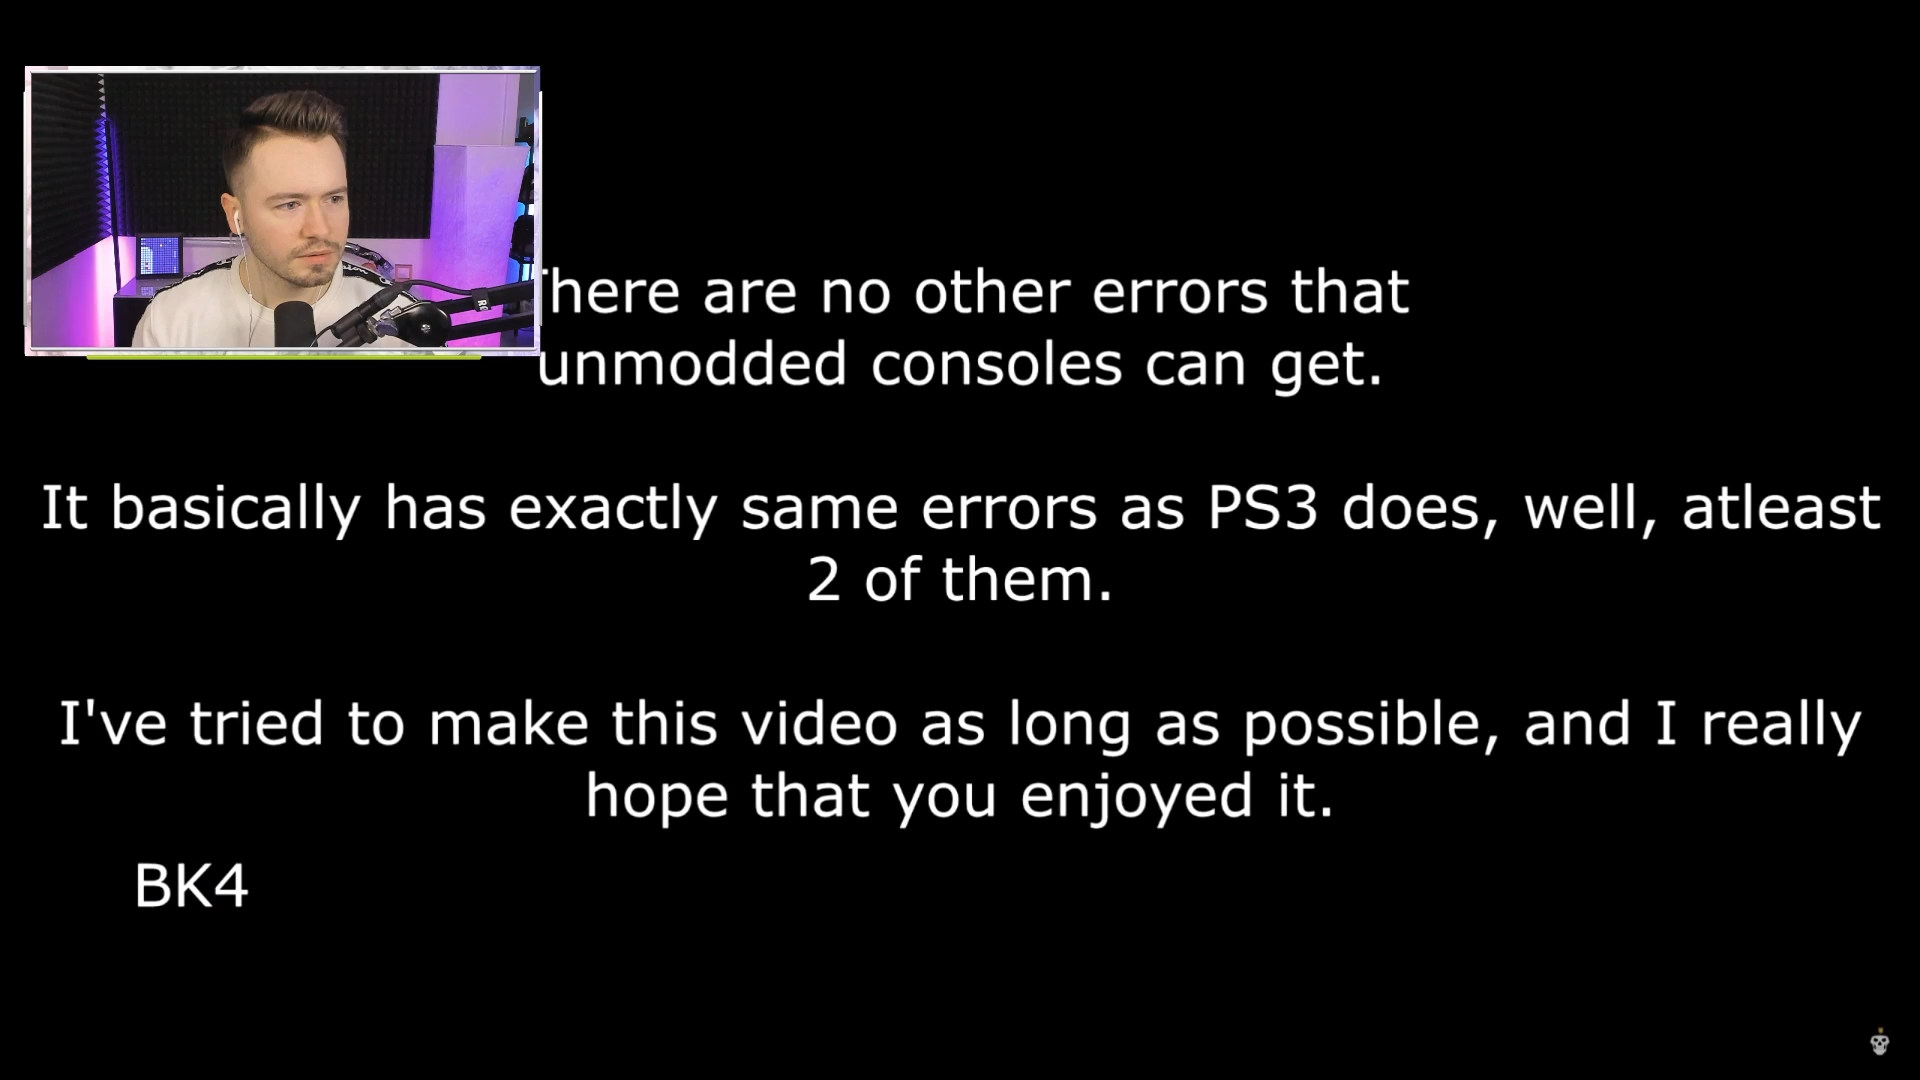 here are no other errors that
unmodded consoles can get.
It basically has exactly same errors as PS3 does, well, atleast
2 of them.
I've tried to make this video as long as possible, and I really
hope that you enjoyed it.
BK4